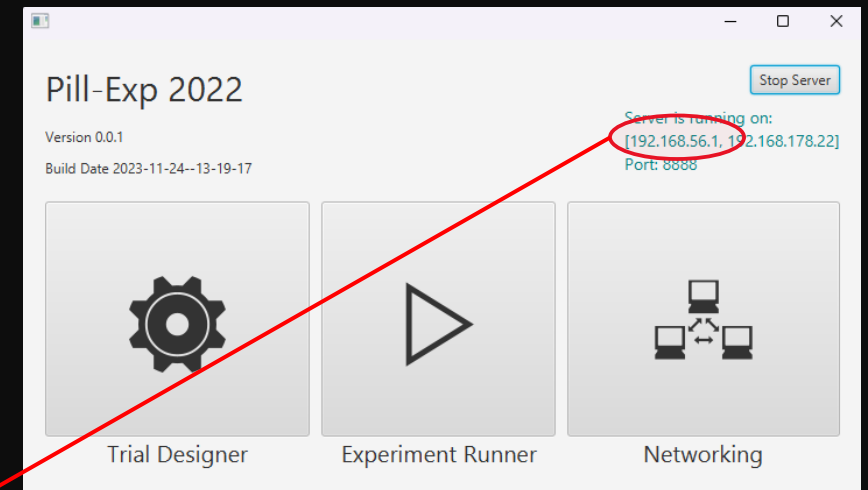 Pill-Exp 2022
Version 0.0.1
Build Date 2023-11-24--13-19-17
Stop Server
Server is running on:
[192.168.56.1, 192.168.178.22]
Port: 8888
Trial Designer
Experiment Runner
Networking